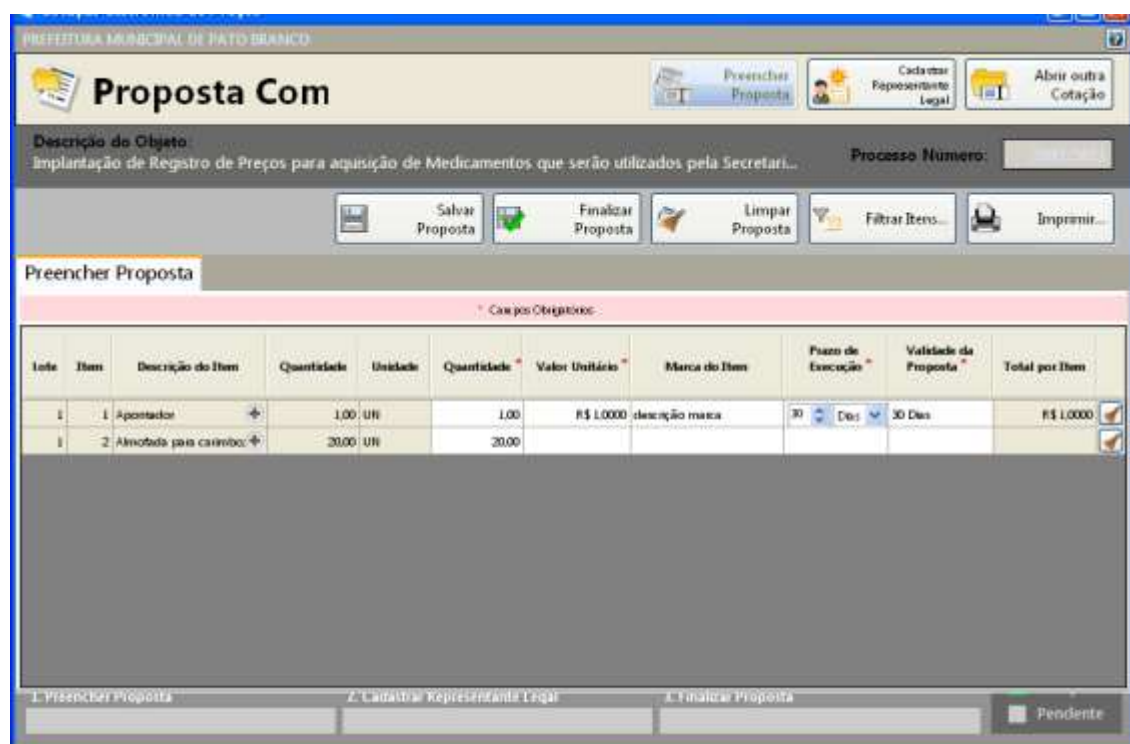 PREFEITURA MUNICIPAL DE PATO BRANCO
Proposta Com
Preencher Proposta
Cadastrar Representante Legal
Abrir outra Cotação
Descrição do Objeto:
Implantação de Registro de Preços para aquisição de Medicamentos que serão utilizados pela Secretari...
Processo Número:
Salvar Proposta
Finalizar Proposta
Limpar Proposta
Filtrar Itens...
Imprimir...
Preencher Proposta
* Campos Obrigatórios
Lote Item Descrição do Item Quantidade Unidade Quantidade * Valor Unitário * Marca do Item Prazo de Execução * Validade da Proposta * Total por Item
1 1 Apontador + 1,00 UN 1,00 R$ 1,0000 descrição marca 30 Dias 30 Dias R$ 1,0000
1 2 Almofada para carimbo: + 20,00 UN 20,00
1. Preencher Proposta 2. Cadastrar Representante Legal 3. Finalizar Proposta
Pendente